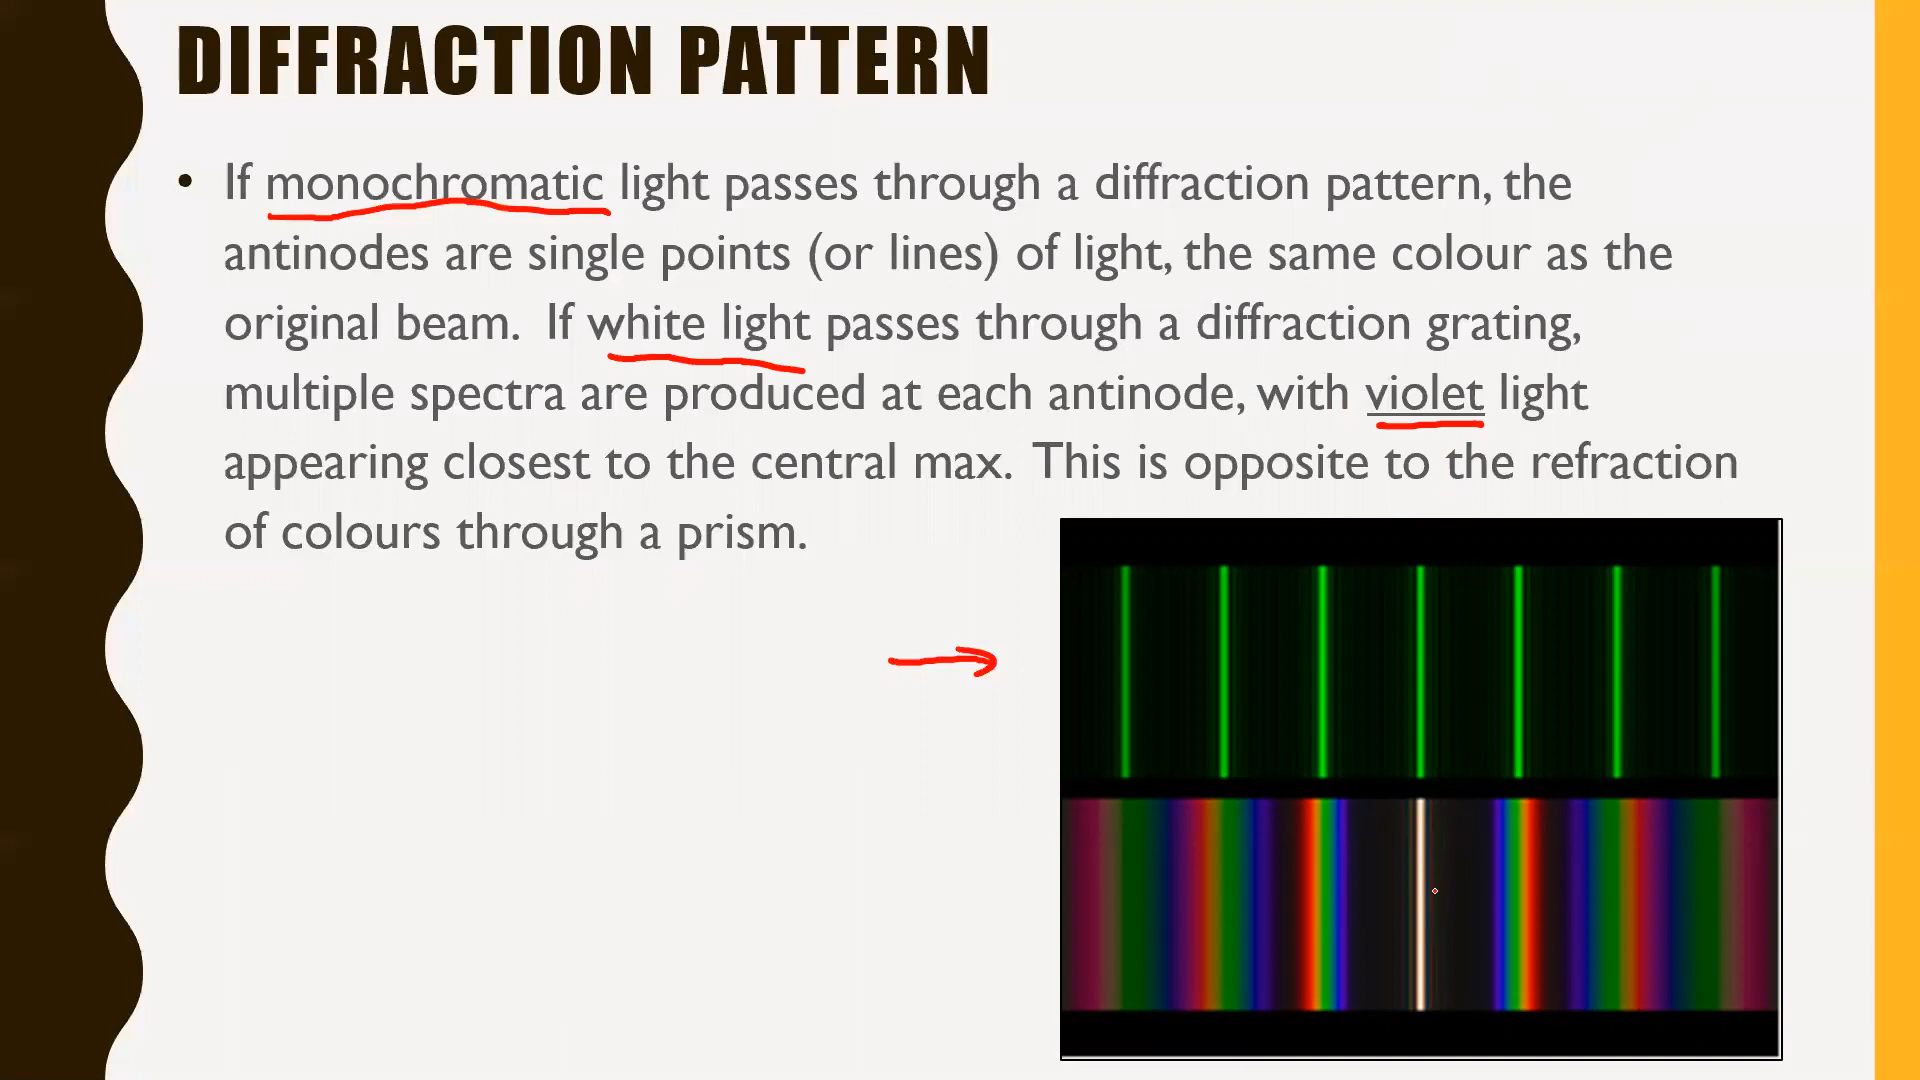 DIFFRACTION PATTERN
• If monochromatic light passes through a diffraction pattern, the
antinodes are single points (or lines) of light, the same colour as the
original beam.  If white light passes through a diffraction grating,
multiple spectra are produced at each antinode, with violet light
appearing closest to the central max.  This is opposite to the refraction
of colours through a prism.